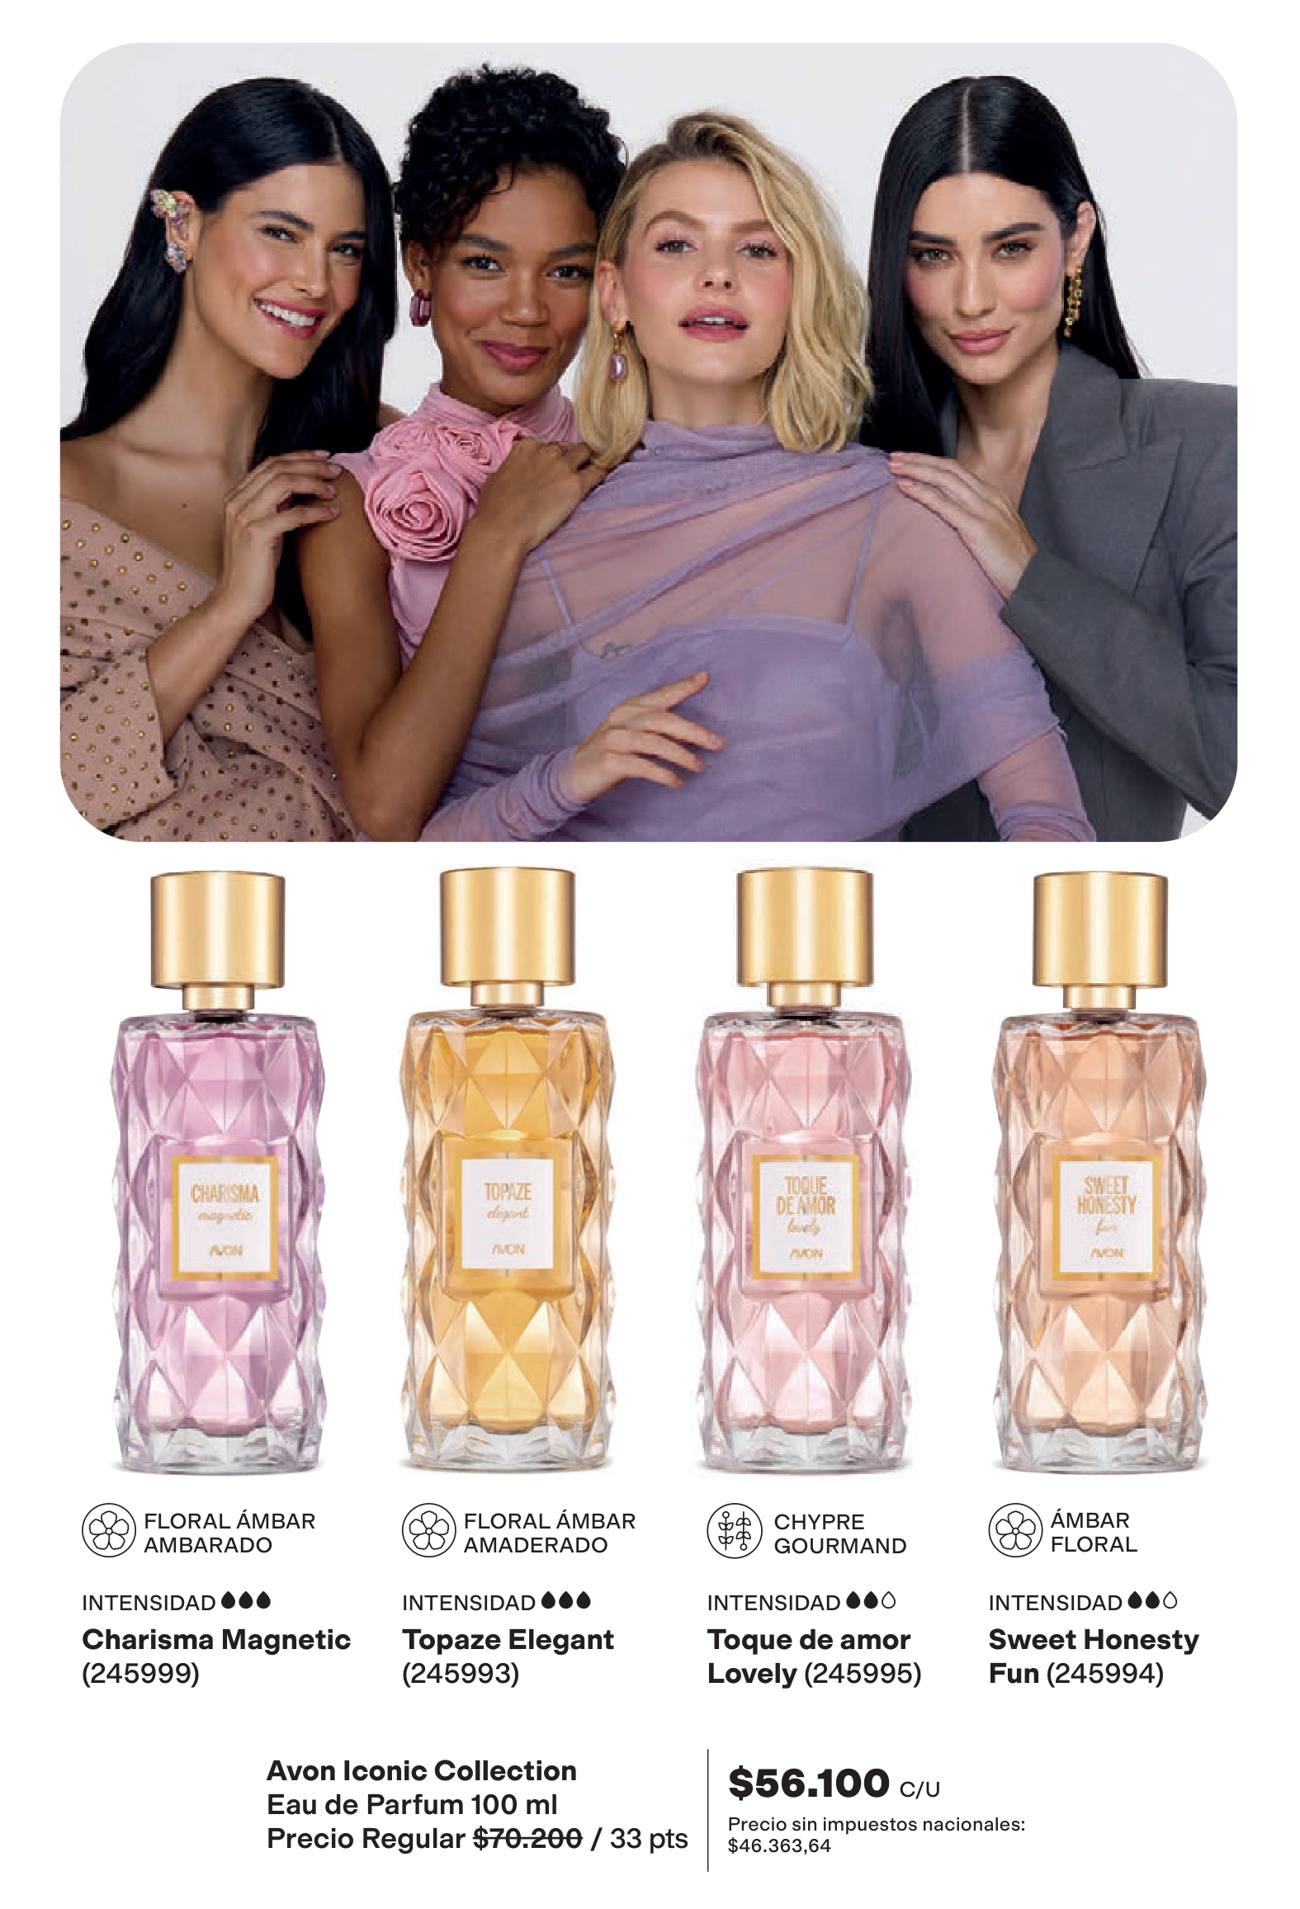 CHARISMA
magnetic
AVON
TOPAZE
elegant
AVON
TOQUE
DE AMOR
lovely
AVON
SWEET
HONESTY
fun
AVON
FLORAL ÁMBAR
AMBARADO
INTENSIDAD
Charisma Magnetic
(245999)
FLORAL ÁMBAR
AMADERADO
INTENSIDAD
Topaze Elegant
(245993)
CHYPRE
GOURMAND
INTENSIDAD
Toque de amor
Lovely (245995)
ÁMBAR
FLORAL
INTENSIDAD
Sweet Honesty
Fun (245994)
Avon Iconic Collection
Eau de Parfum 100 ml
Precio Regular $70.200 / 33 pts
$56.100 C/U
Precio sin impuestos nacionales:
$46.363,64